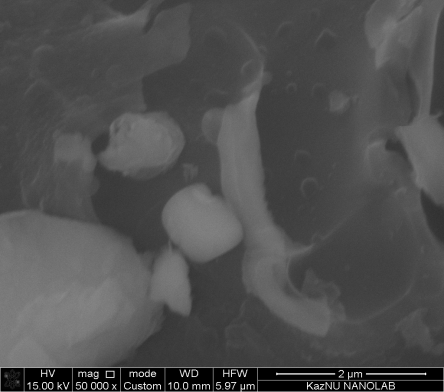 HV mag □ mode WD HFW 2 µm
15.00 kV 50 000 x Custom 10.0 mm 5.97 µm KazNU NANOLAB